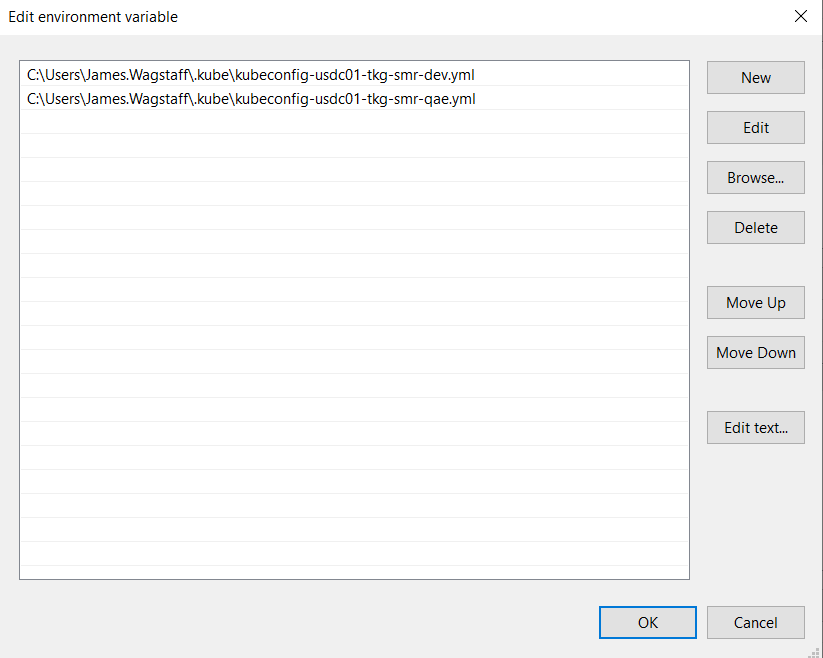 Edit environment variable
C:\Users\James.Wagstaff\.kube\kubeconfig-usdc01-tkg-smr-dev.yml
C:\Users\James.Wagstaff\.kube\kubeconfig-usdc01-tkg-smr-qae.yml
New
Edit
Browse...
Delete
Move Up
Move Down
Edit text...
OK
Cancel